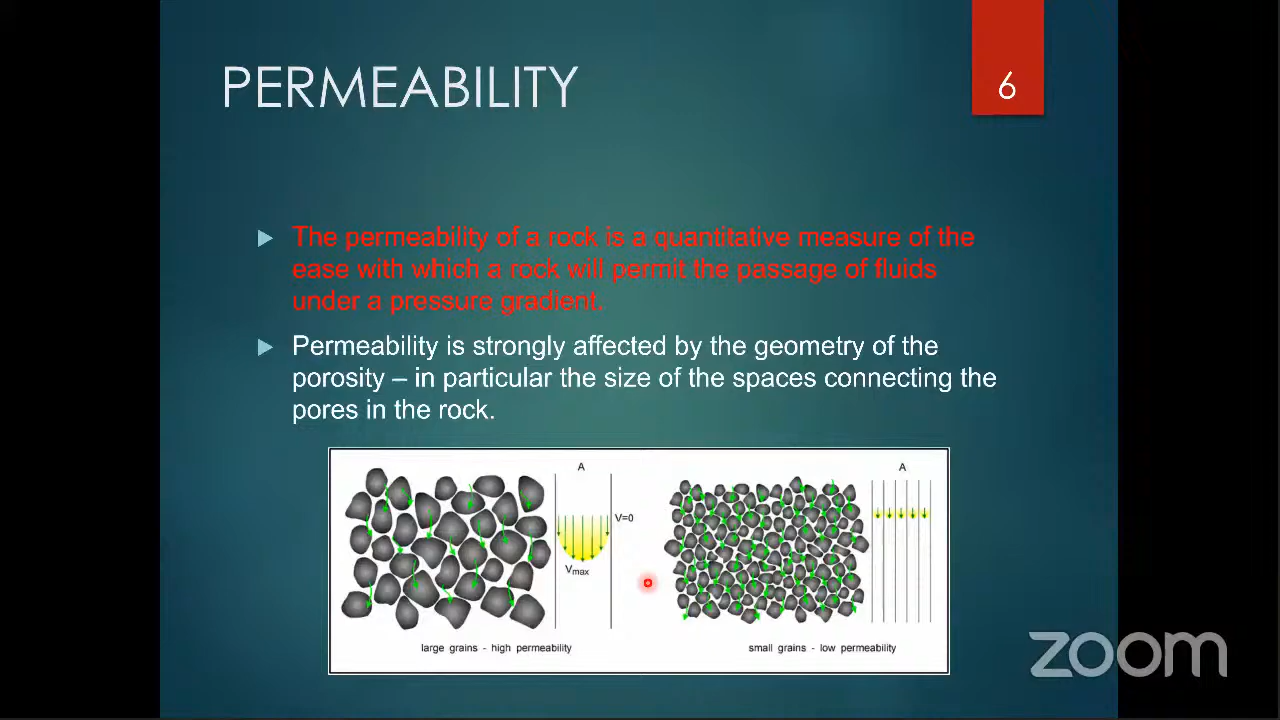 PERMEABILITY
6
The permeability of a rock is a quantitative measure of the
ease with which a rock will permit the passage of fluids
under a pressure gradient.
Permeability is strongly affected by the geometry of the
porosity – in particular the size of the spaces connecting the
pores in the rock.
A
V=0
Vmax
large grains - high permeability
A
small grains - low permeability
zoom